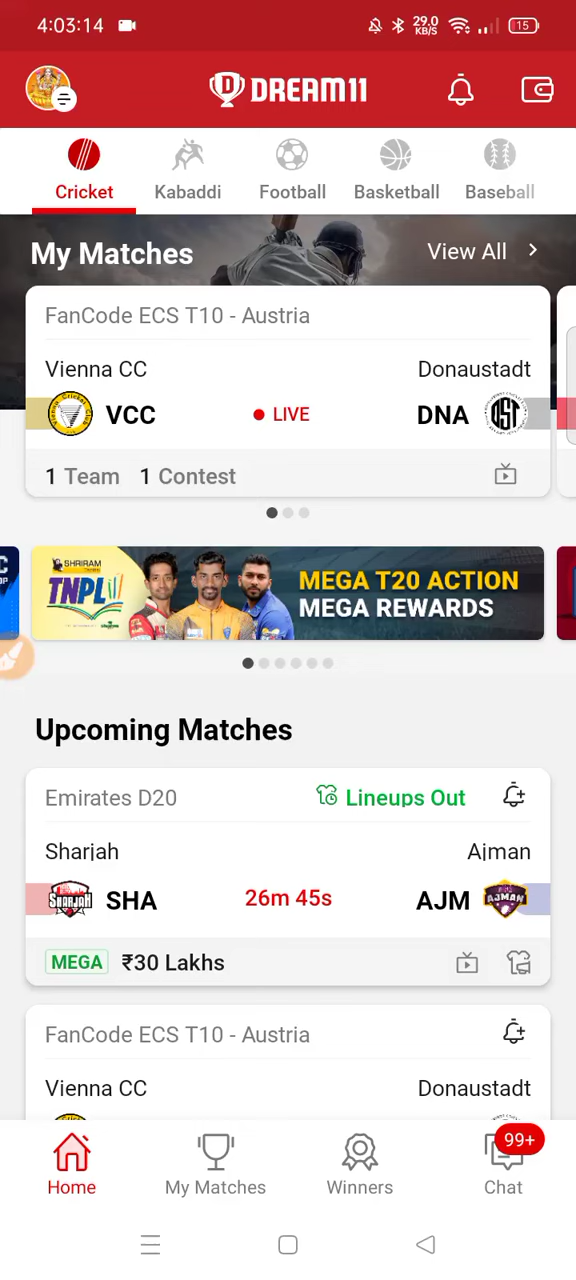 4:03:14
29.0 KB/S
15
DREAM11
Cricket
Kabaddi
Football
Basketball
Baseball
My Matches
View All
FanCode ECS T10 - Austria
Vienna CC
Donaustadt
VCC
LIVE
DNA
1 Team 1 Contest
SHRIRAM
TNPL
MEGA T20 ACTION
MEGA REWARDS
Upcoming Matches
Emirates D20
Lineups Out
Sharjah
Ajman
SHARJAH
SHA
26m 45s
AJM
AJMAN
MEGA
₹30 Lakhs
FanCode ECS T10 - Austria
Vienna CC
Donaustadt
99+
Home
My Matches
Winners
Chat